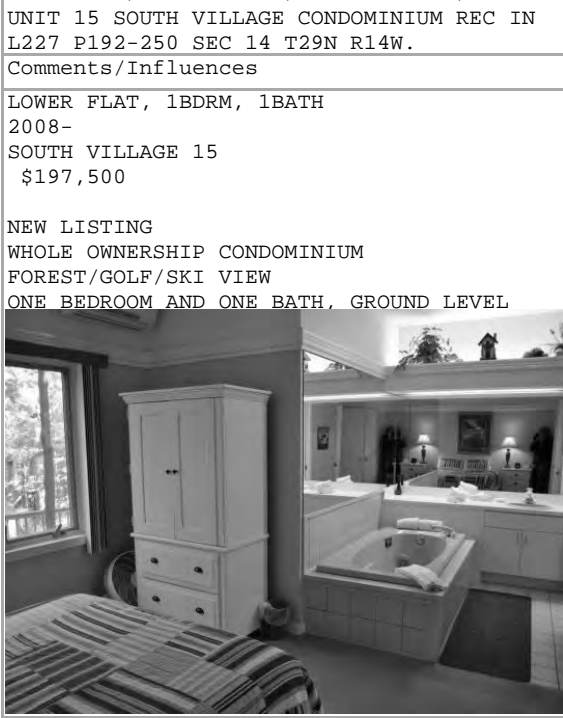 UNIT 15 SOUTH VILLAGE CONDOMINIUM REC IN
L227 P192-250 SEC 14 T29N R14W.
Comments/Influences
LOWER FLAT, 1BDRM, 1BATH
2008-
SOUTH VILLAGE 15
$197,500
NEW LISTING
WHOLE OWNERSHIP CONDOMINIUM
FOREST/GOLF/SKI VIEW
ONE BEDROOM AND ONE BATH, GROUND LEVEL